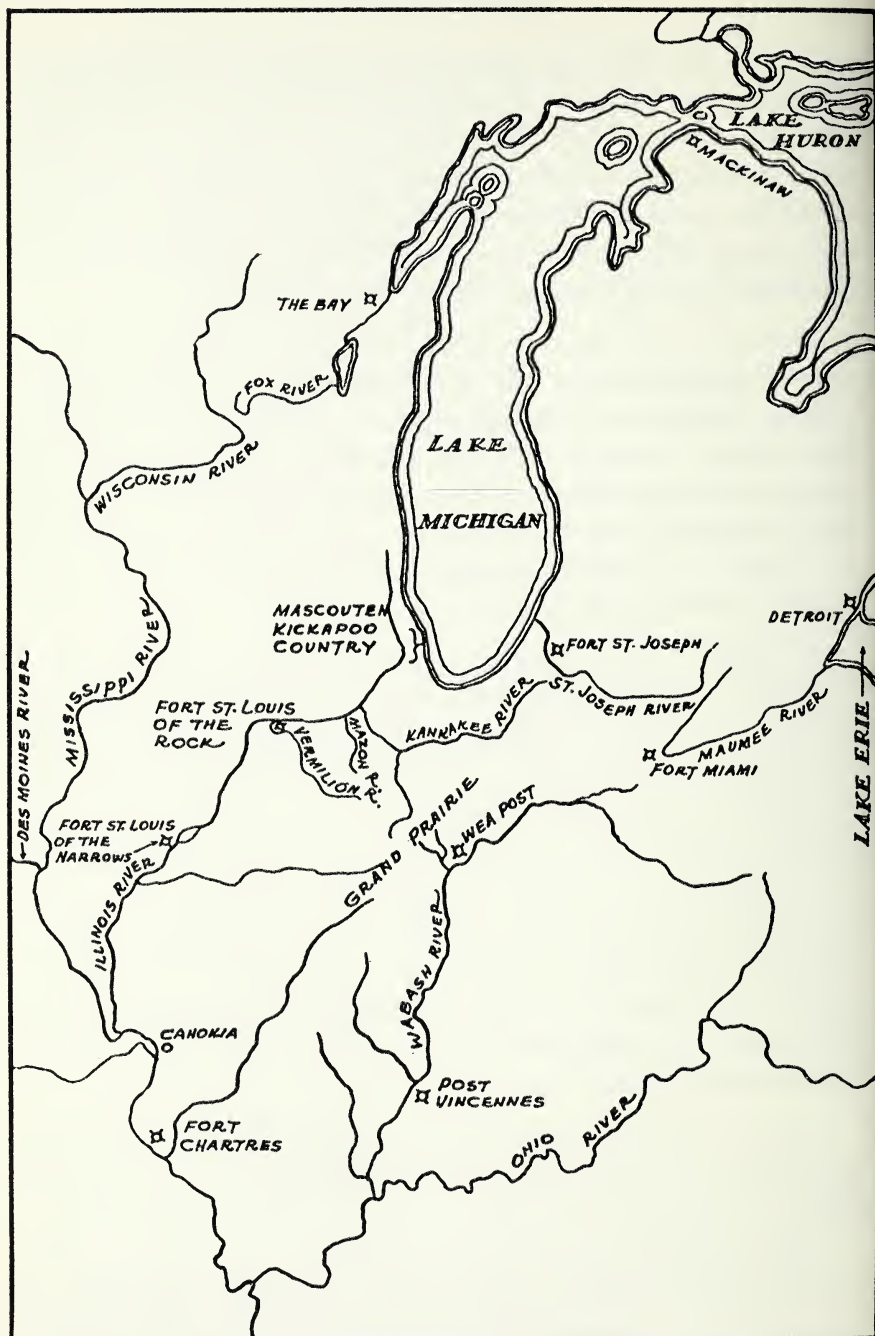 LAKE
HURON
MACKINAW
THE BAY
FOX RIVER
WISCONSIN RIVER
LAKE
MICHIGAN
MASCOUTEN
KICKAPOO
COUNTRY
DETROIT
FORT ST. JOSEPH
ST. JOSEPH RIVER
MISSISSIPPI RIVER
←DES MOINES RIVER
FORT ST. LOUIS
OF THE
ROCK
VERMILION R.
MAZON R.
KANKAKEE RIVER
MAUMEE RIVER
FORT MIAMI
LAKE ERIE→
GRAND PRAIRIE
WEA POST
FORT ST. LOUIS
OF THE
NARROWS→
ILLINOIS RIVER
WABASH RIVER
CAHOKIA
POST
VINCENNES
FORT
CHARTRES
OHIO RIVER